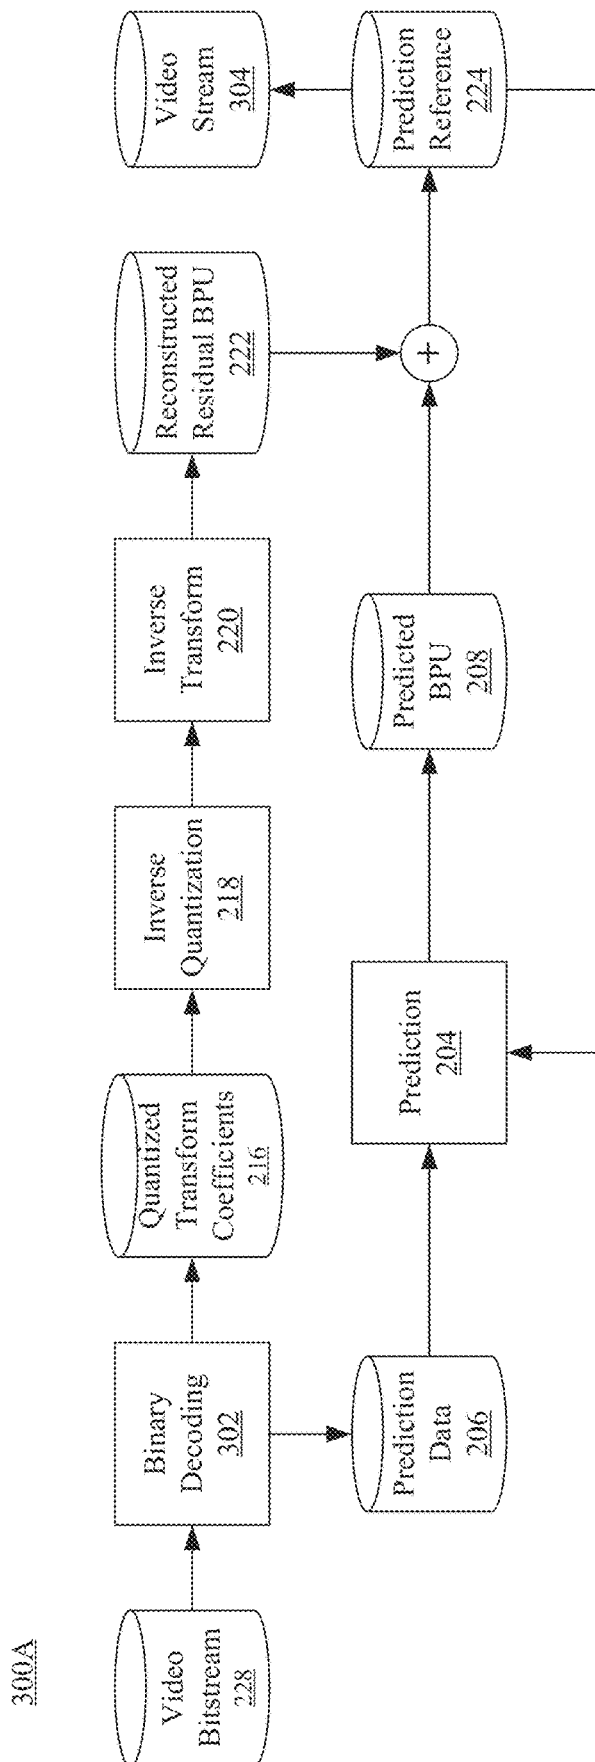 300A
Video
Bitstream
228
Binary
Decoding
302
Quantized
Transform
Coefficients
216
Inverse
Quantization
218
Inverse
Transform
220
Reconstructed
Residual BPU
222
Video
Stream
304
Prediction
Data
206
Prediction
204
Predicted
BPU
208
+
Prediction
Reference
224